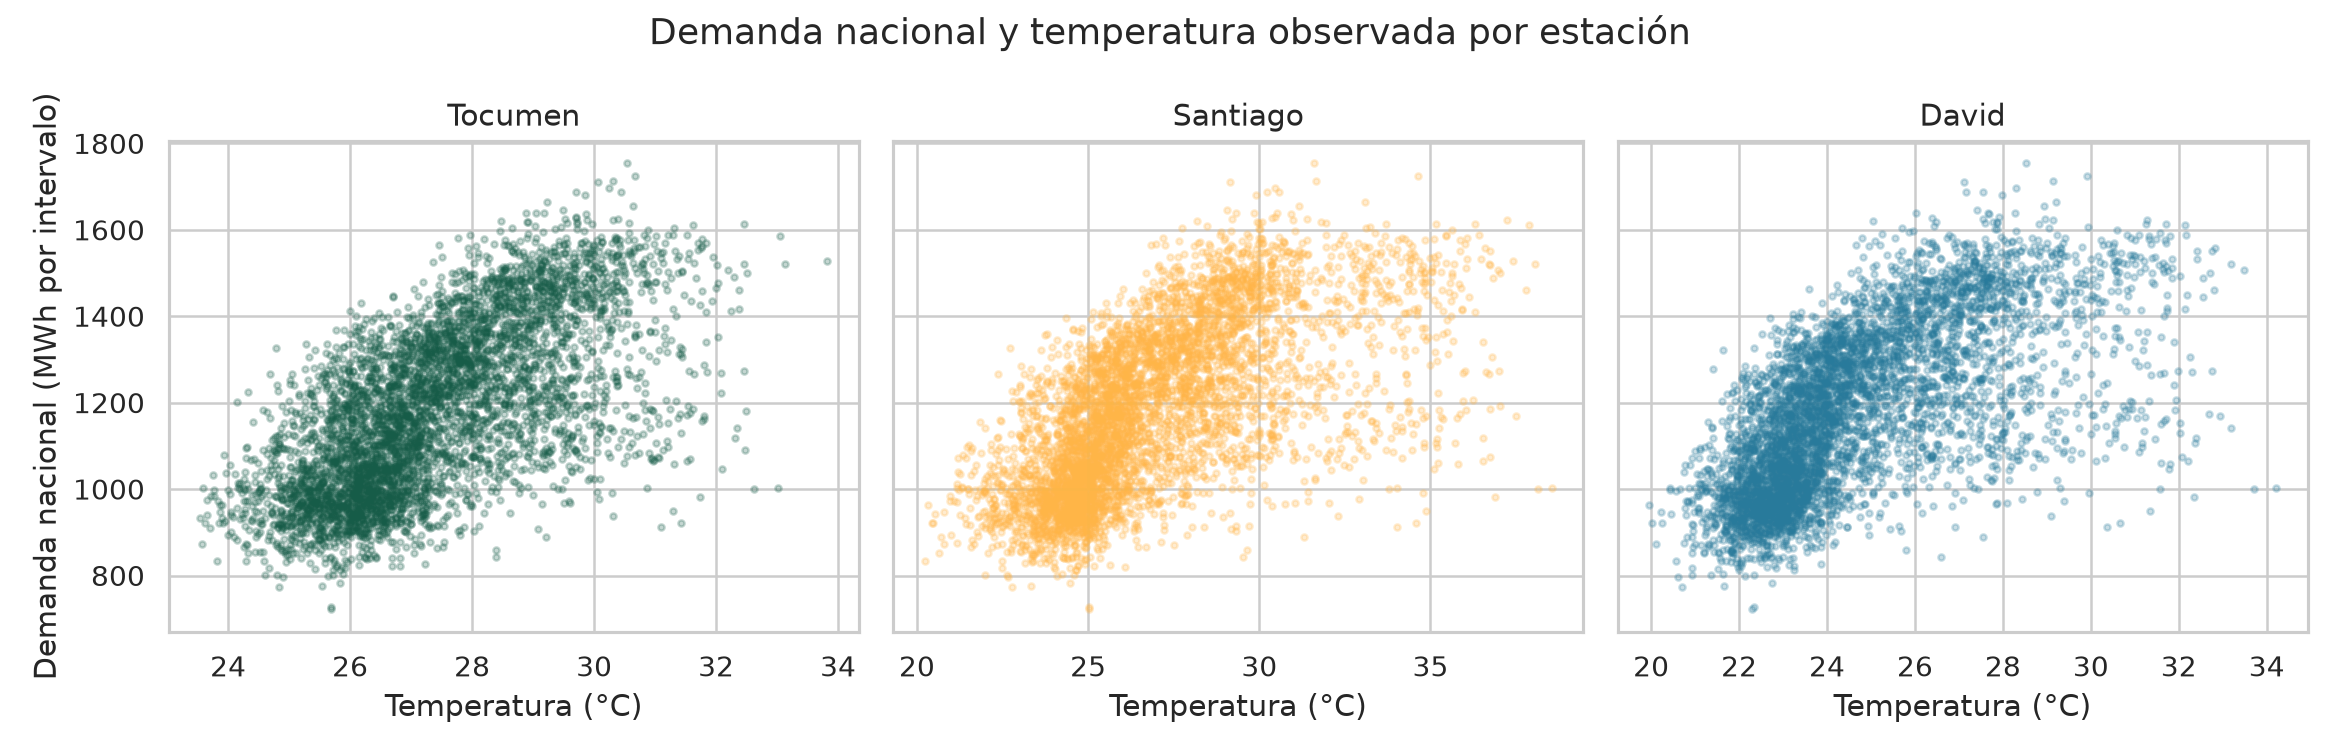 Demanda nacional y temperatura observada por estación
Demanda nacional (MWh por intervalo)
1800
1600
1400
1200
1000
800
Tocumen
24 26 28 30 32 34
Temperatura (°C)
Santiago
20 25 30 35
Temperatura (°C)
David
20 22 24 26 28 30 32 34
Temperatura (°C)